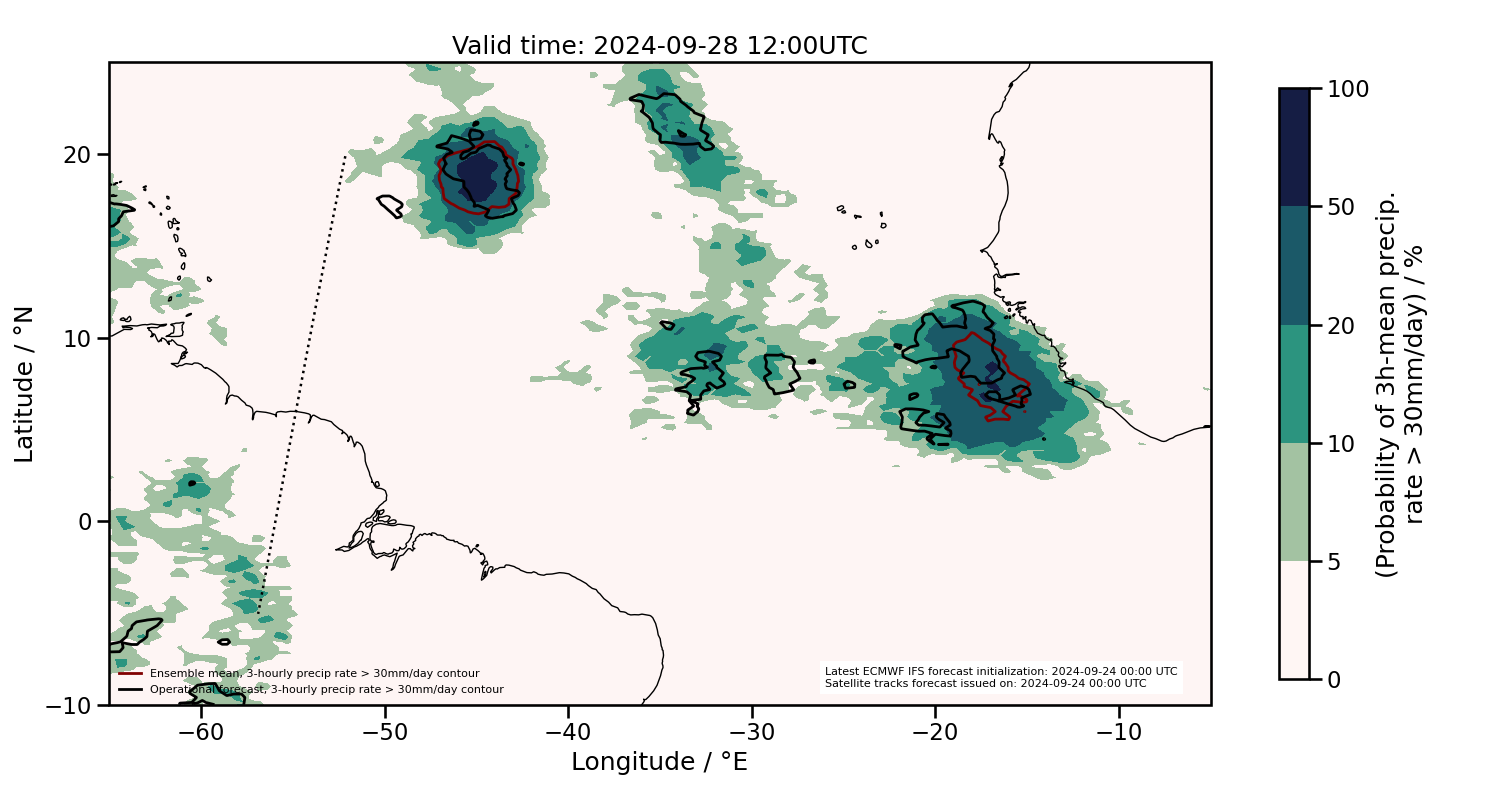 Valid time: 2024-09-28 12:00UTC
20
10
0
−10
Latitude / °N
−60
−50
−40
−30
−20
−10
Longitude / °E
Ensemble mean, 3-hourly precip rate > 30mm/day contour
Operational forecast, 3-hourly precip rate > 30mm/day contour
Latest ECMWF IFS forecast initialization: 2024-09-24 00:00 UTC
Satellite tracks forecast issued on: 2024-09-24 00:00 UTC
100
50
20
10
5
0
(Probability of 3h-mean precip.
rate > 30mm/day) / %